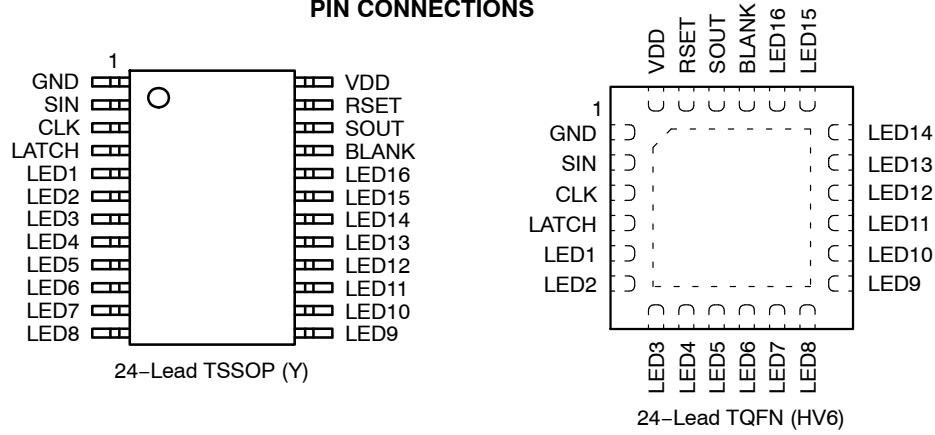 PIN CONNECTIONS
1
GND
SIN
CLK
LATCH
LED1
LED2
LED3
LED4
LED5
LED6
LED7
LED8
VDD
RSET
SOUT
BLANK
LED16
LED15
LED14
LED13
LED12
LED11
LED10
LED9
24−Lead TSSOP (Y)
VDD
RSET
SOUT
BLANK
LED16
LED15
1
GND
SIN
CLK
LATCH
LED1
LED2
LED14
LED13
LED12
LED11
LED10
LED9
LED3
LED4
LED5
LED6
LED7
LED8
24−Lead TQFN (HV6)